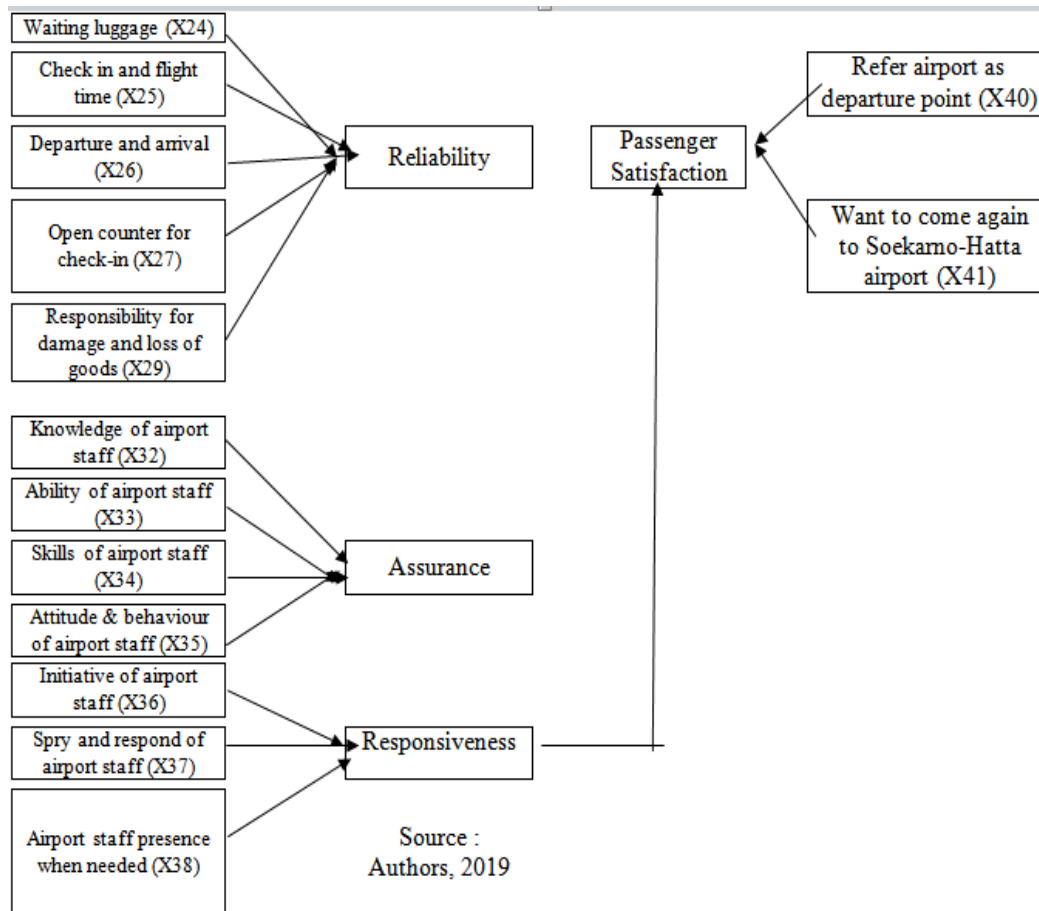 Waiting luggage (X24)
Check in and flight
time (X25)
Departure and arrival
(X26)
Open counter for
check-in (X27)
Responsibility for
damage and loss of
goods (X29)
Reliability
Passenger
Satisfaction
Refer airport as
departure point (X40)
Want to come again
to Soekarno-Hatta
airport (X41)
Knowledge of airport
staff (X32)
Ability of airport staff
(X33)
Skills of airport staff
(X34)
Attitude & behaviour
of airport staff (X35)
Assurance
Initiative of airport
staff (X36)
Spry and respond of
airport staff (X37)
Airport staff presence
when needed (X38)
Responsiveness
Source :
Authors, 2019